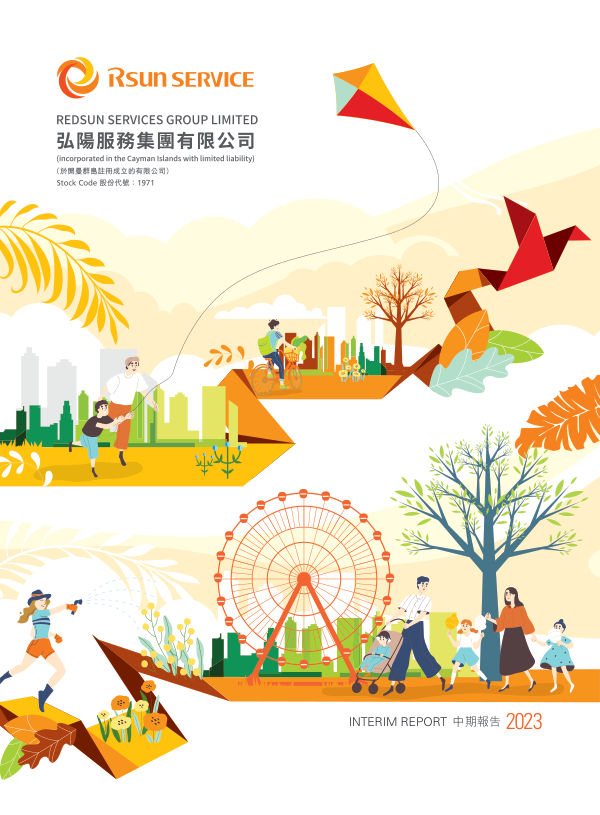 Rsun SERVICE
REDSUN SERVICES GROUP LIMITED
弘陽服務集團有限公司
(incorporated in the Cayman Islands with limited liability)
（於開曼群島註冊成立的有限公司）
Stock Code 股份代號：1971
INTERIM REPORT 中期報告 2023